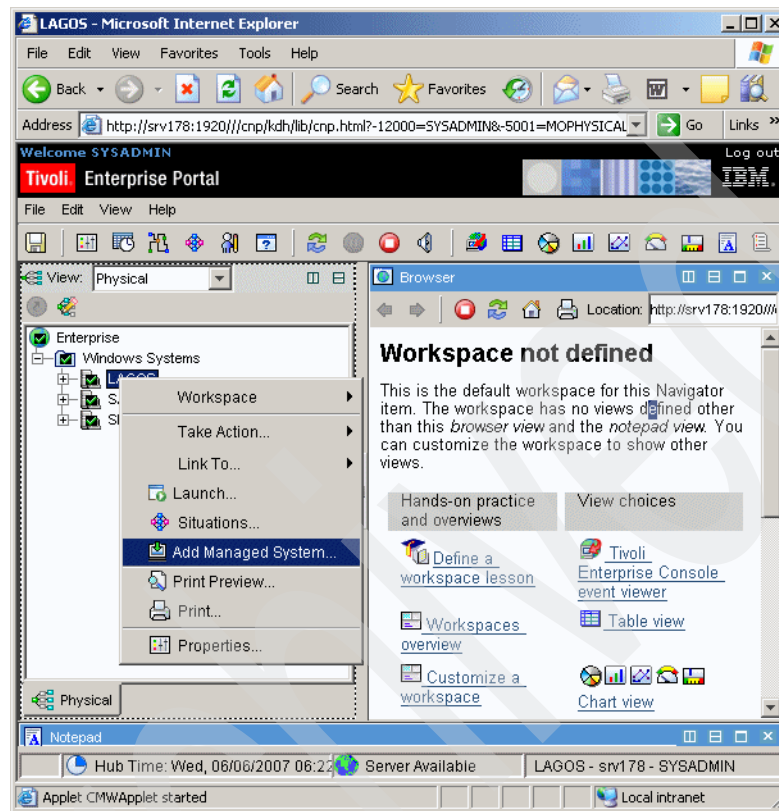 LAGOS - Microsoft Internet Explorer
File Edit View Favorites Tools Help
Back Search Favorites
Address http://srv178:1920///cnp/kdh/lib/cnp.html?-12000=SYSADMIN&-5001=MOPHYSICAL Go Links »
Welcome SYSADMIN Log out
Tivoli. Enterprise Portal IBM.
File Edit View Help
View: Physical
Browser
Location: http://srv178:1920///
Enterprise
Windows Systems
LAGOS
Workspace
Take Action...
Link To...
Launch...
Situations...
Add Managed System...
Print Preview...
Print...
Properties...
Physical
Workspace not defined
This is the default workspace for this Navigator
item. The workspace has no views defined other
than this browser view and the notepad view. You
can customize the workspace to show other
views.
Hands-on practice
and overviews
View choices
Define a
workspace lesson
Tivoli
Enterprise Console
event viewer
Workspaces
overview
Table view
Customize a
workspace
Chart view
Notepad
Hub Time: Wed, 06/06/2007 06:22 Server Available LAGOS - srv178 - SYSADMIN
Applet CMWApplet started Local intranet